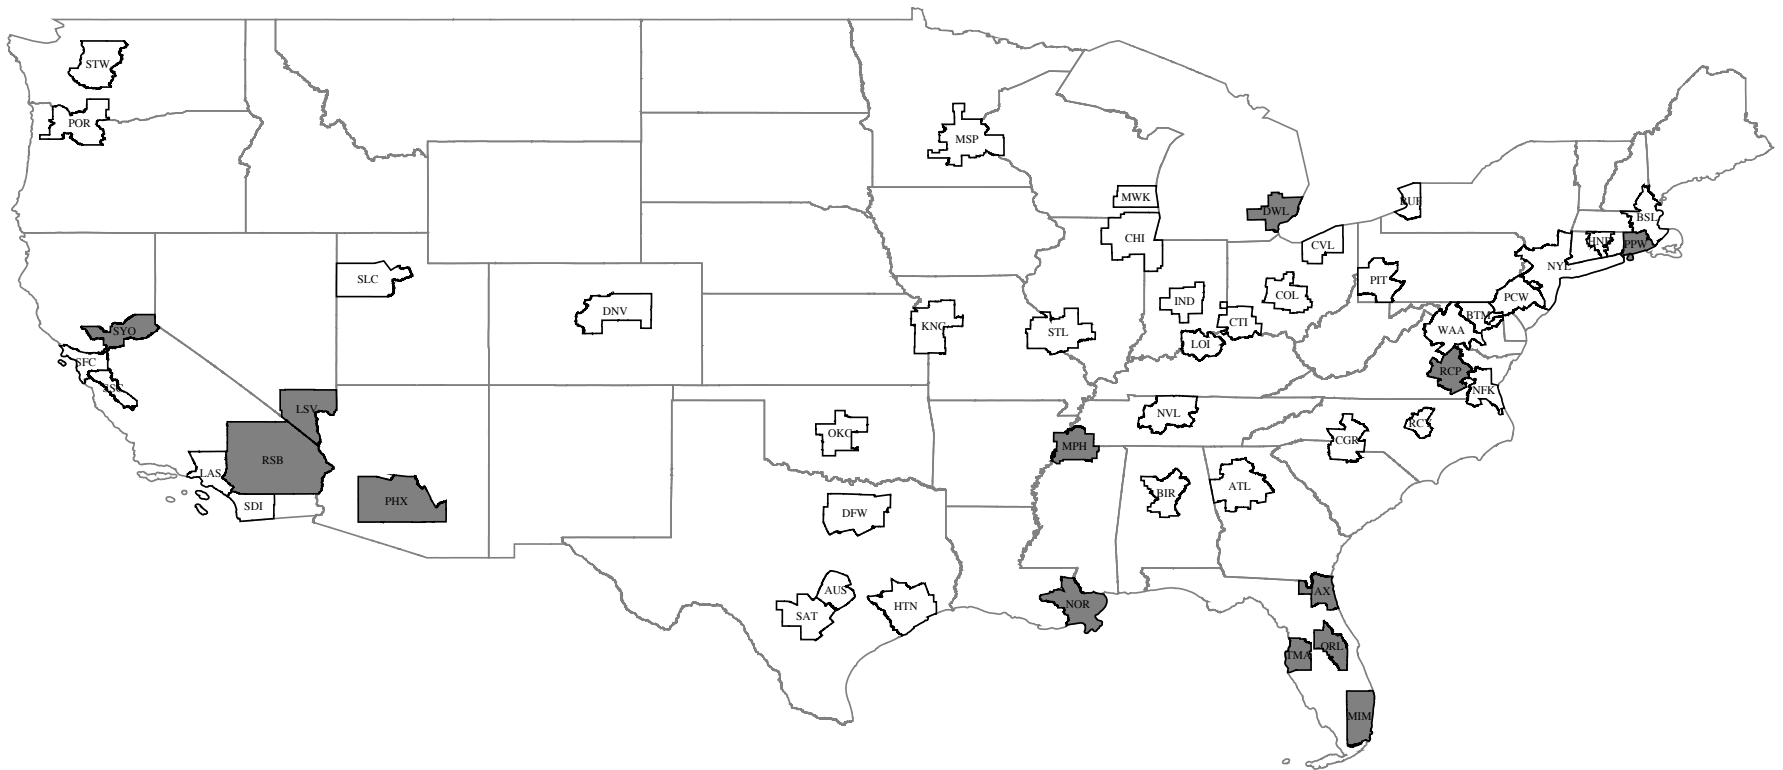 STW
POR
MSP
MWK
DWL
BUF
BSL
CHI
CVL
PPW
NYL
SLC
PIT
DNV
IND
COL
PCW
KNC
STL
CTI
BTM
SYO
WAA
LOI
SFC
RCP
NFK
LSV
NVL
OKC
CGR
MPH
RSB
LAS
ATL
BIR
PHX
SDI
DFW
AUS
NOR
HTN
SAT
AX
ORL
TMA
MIM